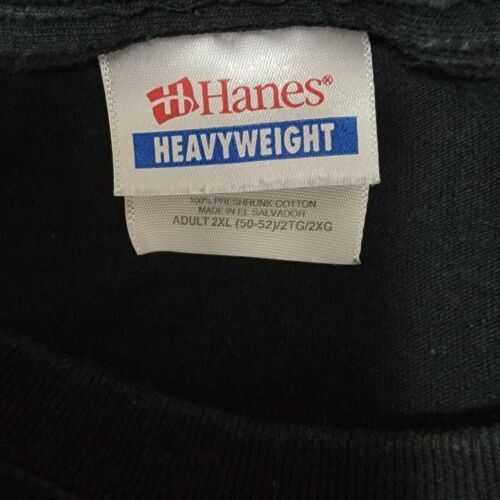 Hanes®
HEAVYWEIGHT
100% PRESHRUNK COTTON
MADE IN EL SALVADOR
ADULT 2XL (50-52)/2TG/2XG